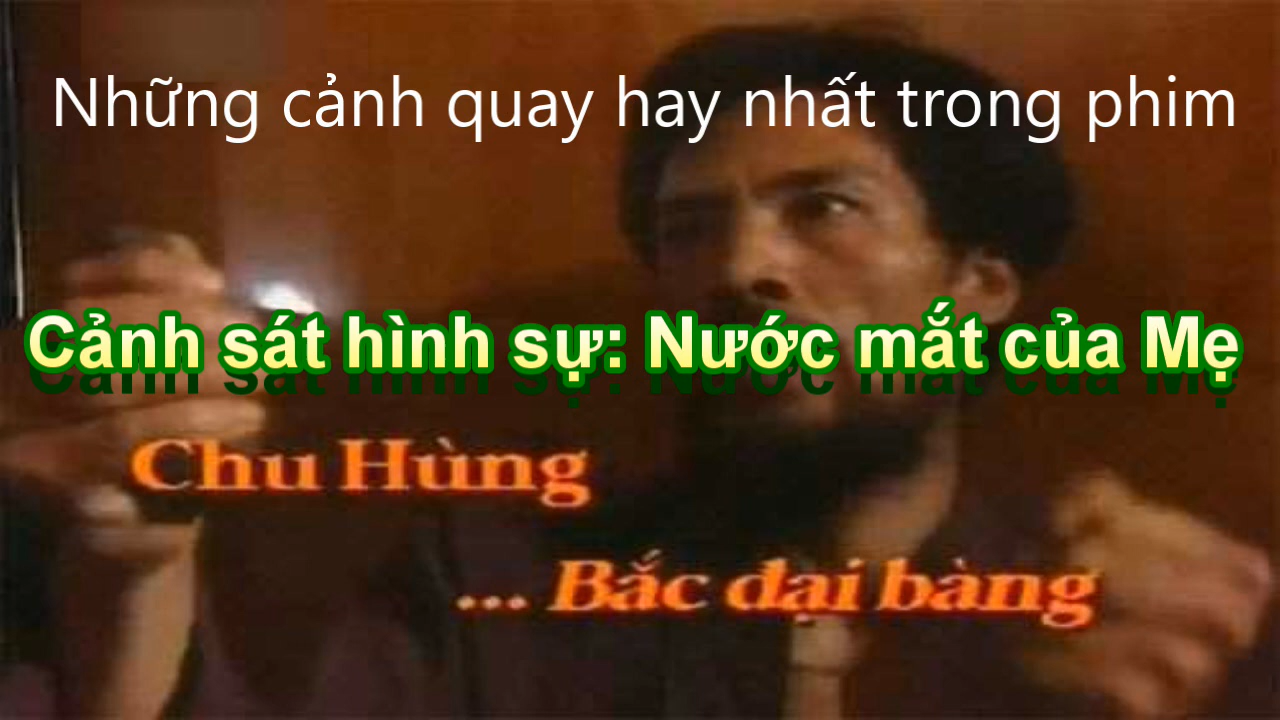 Những cảnh quay hay nhất trong phim
Cảnh sát hình sự: Nước mắt của Mẹ
Chu Hùng
... Bắc đại bàng